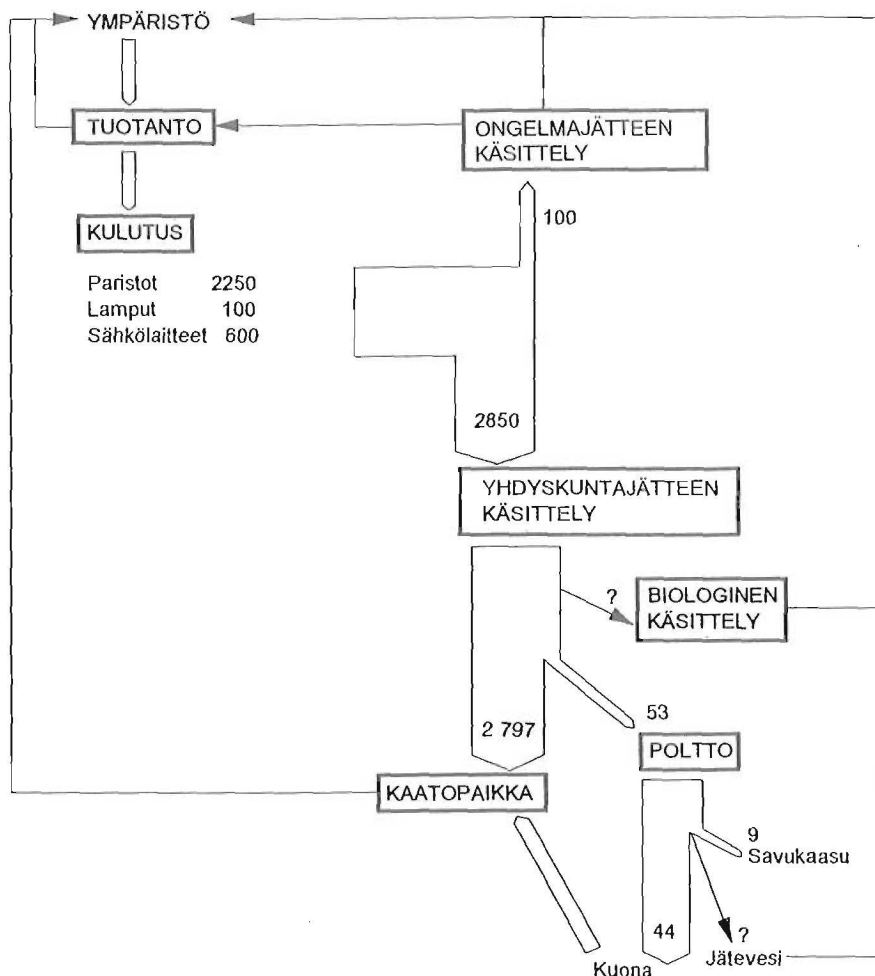 YMPÄRISTÖ
TUOTANTO
ONGELMAJÄTTEEN
KÄSITTELY
100
KULUTUS
Paristot 2250
Lamput 100
Sähkölaitteet 600
2850
YHDYSKUNTAJÄTTEEN
KÄSITTELY
?
BIOLOGINEN
KÄSITTELY
53
2 797
POLTTO
KAATOPAIKKA
9
Savukaasu
44
?
Jätevesi
Kuona